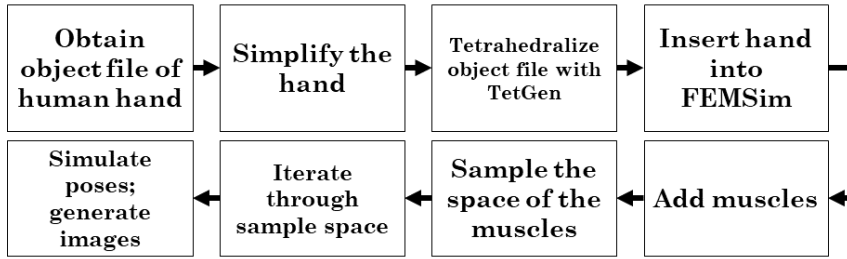 Obtain
object file of
human hand
Simplify the
hand
Tetrahedralize
object file with
TetGen
Insert hand
into
FEMSim
Add muscles
Sample the
space of the
muscles
Iterate
through
sample space
Simulate
poses;
generate
images